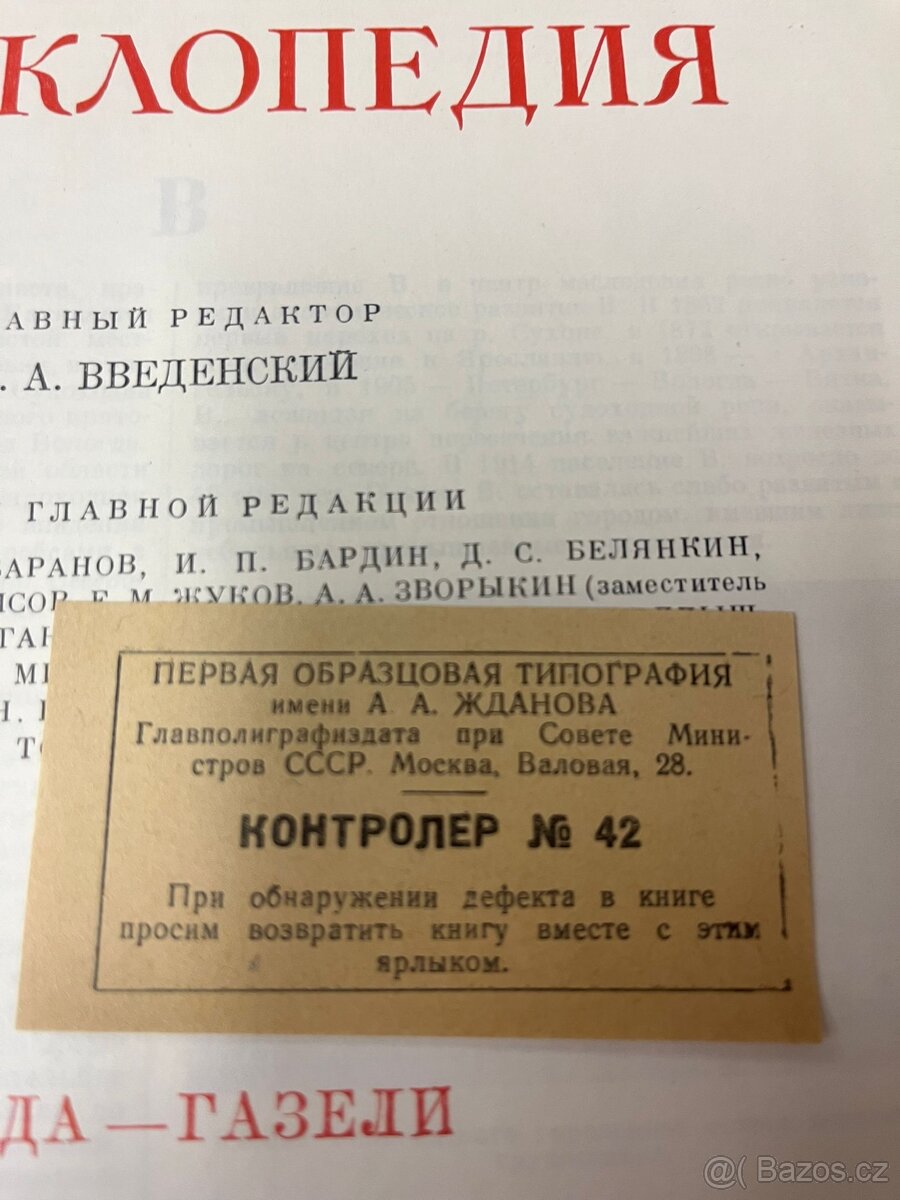 КЛОПЕДИЯ
АВНЫЙ РЕДАКТОР
. А. ВВЕДЕНСКИЙ
ГЛАВНОЙ РЕДАКЦИИ
БАРАНОВ, И. П. БАРДИН, Д. С. БЕЛЯНКИН,
ИСОВ, Е. М. ЖУКОВ, А. А. ЗВОРЫКИН (заместитель
ПЕРВАЯ ОБРАЗЦОВАЯ ТИПОГРАФИЯ
имени А. А. ЖДАНОВА
Главполиграфиздата при Совете Мини-
стров СССР. Москва, Валовая, 28.
КОНТРОЛЕР № 42
При обнаружении дефекта в книге
просим возвратить книгу вместе с этим
ярлыком.
ДА — ГАЗЕЛИ
@( Bazos.cz